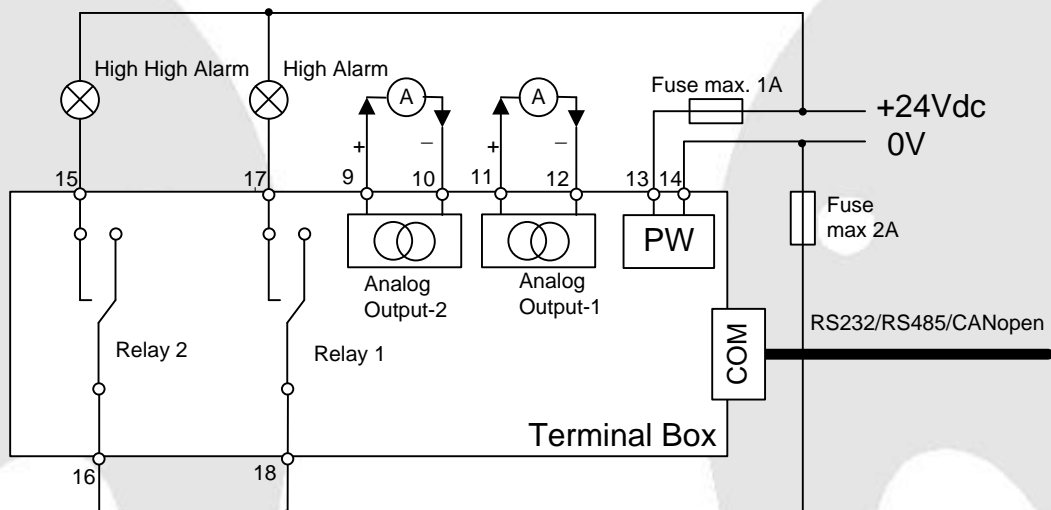 High High Alarm
High Alarm
A
A
Fuse max. 1A
+24Vdc
0V
+
–
+
–
15
17
9
10
11
12
13
14
PW
Fuse
max 2A
Analog
Output-2
Analog
Output-1
RS232/RS485/CANopen
COM
Relay 2
Relay 1
Terminal Box
16
18